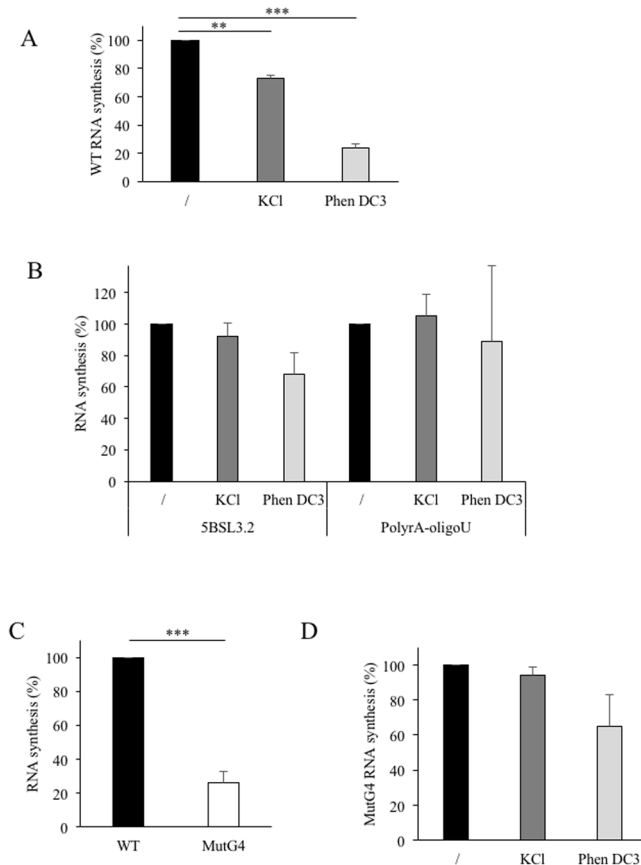 A
***
**
WT RNA synthesis (%)
100
80
60
40
20
0
/ KCl Phen DC3
B
RNA synthesis (%)
120
100
80
60
40
20
0
/ KCl Phen DC3 / KCl Phen DC3
5BSL3.2 PolyrA-oligoU
C
***
RNA synthesis (%)
100
80
60
40
20
0
WT MutG4
D
MutG4 RNA synthesis (%)
100
80
60
40
20
0
/ KCl Phen DC3